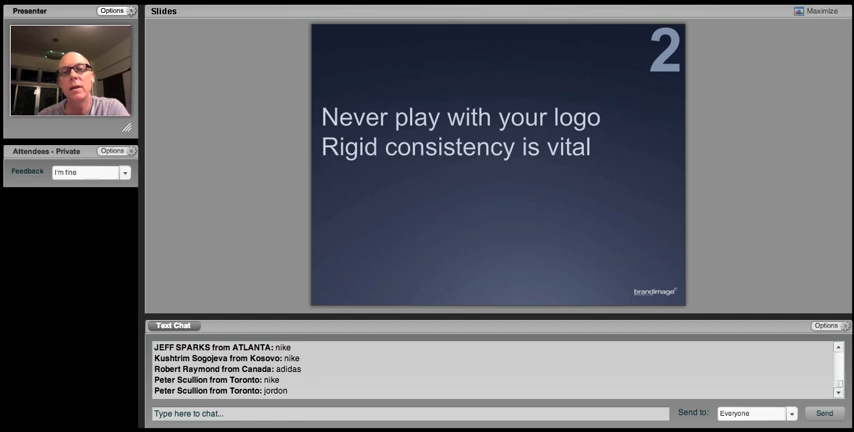 Presenter
Options
Attendees - Private
Options
Feedback
I'm fine
Slides
Maximize
2
Never play with your logo
Rigid consistency is vital
brandimage
Text Chat
Options
JEFF SPARKS from ATLANTA: nike
Kushtrim Sogojeva from Kosovo: nike
Robert Raymond from Canada: adidas
Peter Scullion from Toronto: nike
Peter Scullion from Toronto: jordon
Type here to chat...
Send to:
Everyone
Send